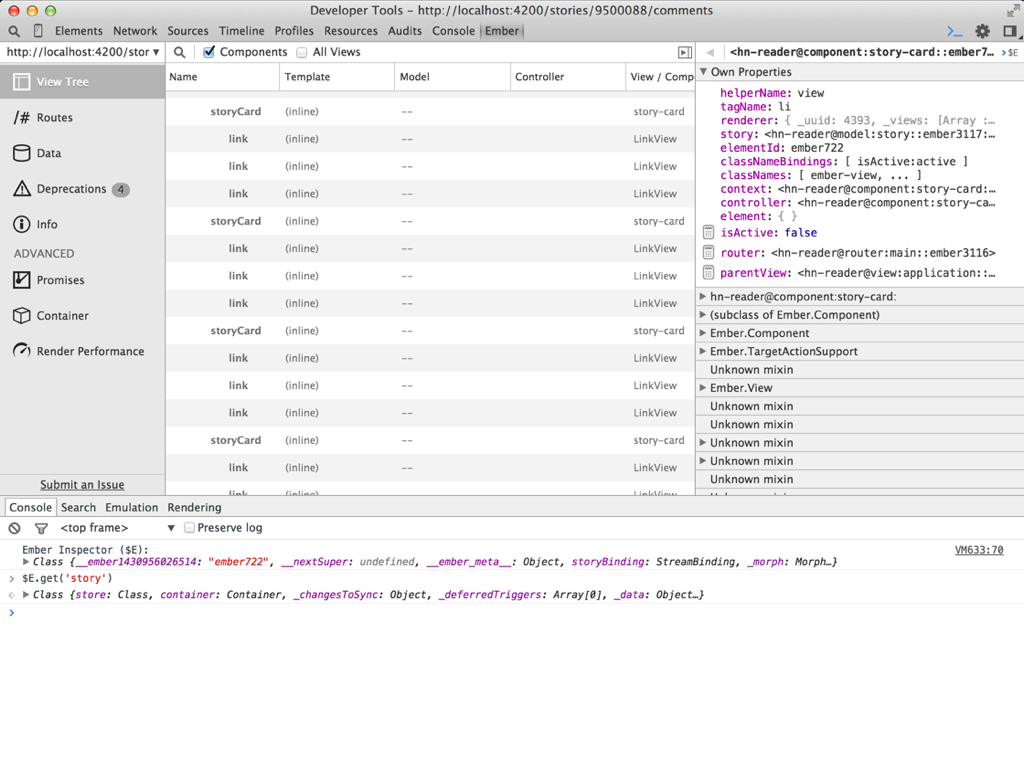 Developer Tools - http://localhost:4200/stories/9500088/comments
Elements Network Sources Timeline Profiles Resources Audits Console Ember
http://localhost:4200/stor ▼ Components All Views <hn-reader@component:story-card::ember7… $E
View Tree
/# Routes
Data
Deprecations 4
Info
ADVANCED
Promises
Container
Render Performance
Submit an Issue
Name Template Model Controller View / Comp
storyCard (inline) -- story-card
link (inline) -- LinkView
link (inline) -- LinkView
link (inline) -- LinkView
storyCard (inline) -- story-card
link (inline) -- LinkView
link (inline) -- LinkView
link (inline) -- LinkView
storyCard (inline) -- story-card
link (inline) -- LinkView
link (inline) -- LinkView
link (inline) -- LinkView
storyCard (inline) -- story-card
link (inline) -- LinkView
link (inline) -- LinkView
Own Properties
helperName: view
tagName: li
renderer: { _uuid: 4393, _views: [Array :…
story: <hn-reader@model:story::ember3117:…
elementId: ember722
classNameBindings: [ isActive:active ]
classNames: [ ember-view, ... ]
context: <hn-reader@component:story-card:…
controller: <hn-reader@component:story-ca…
element: { }
isActive: false
router: <hn-reader@router:main::ember3116>
parentView: <hn-reader@view:application::…
hn-reader@component:story-card:
(subclass of Ember.Component)
Ember.Component
Ember.TargetActionSupport
Unknown mixin
Ember.View
Unknown mixin
Unknown mixin
Unknown mixin
Unknown mixin
Unknown mixin
Console Search Emulation Rendering
<top frame> ▼ Preserve log
Ember Inspector ($E): VM633:70
▶ Class {__ember1430956026514: "ember722", __nextSuper: undefined, __ember_meta__: Object, storyBinding: StreamBinding, _morph: Morph…}
> $E.get('story')
▶ Class {store: Class, container: Container, _changesToSync: Object, _deferredTriggers: Array[0], _data: Object…}
>